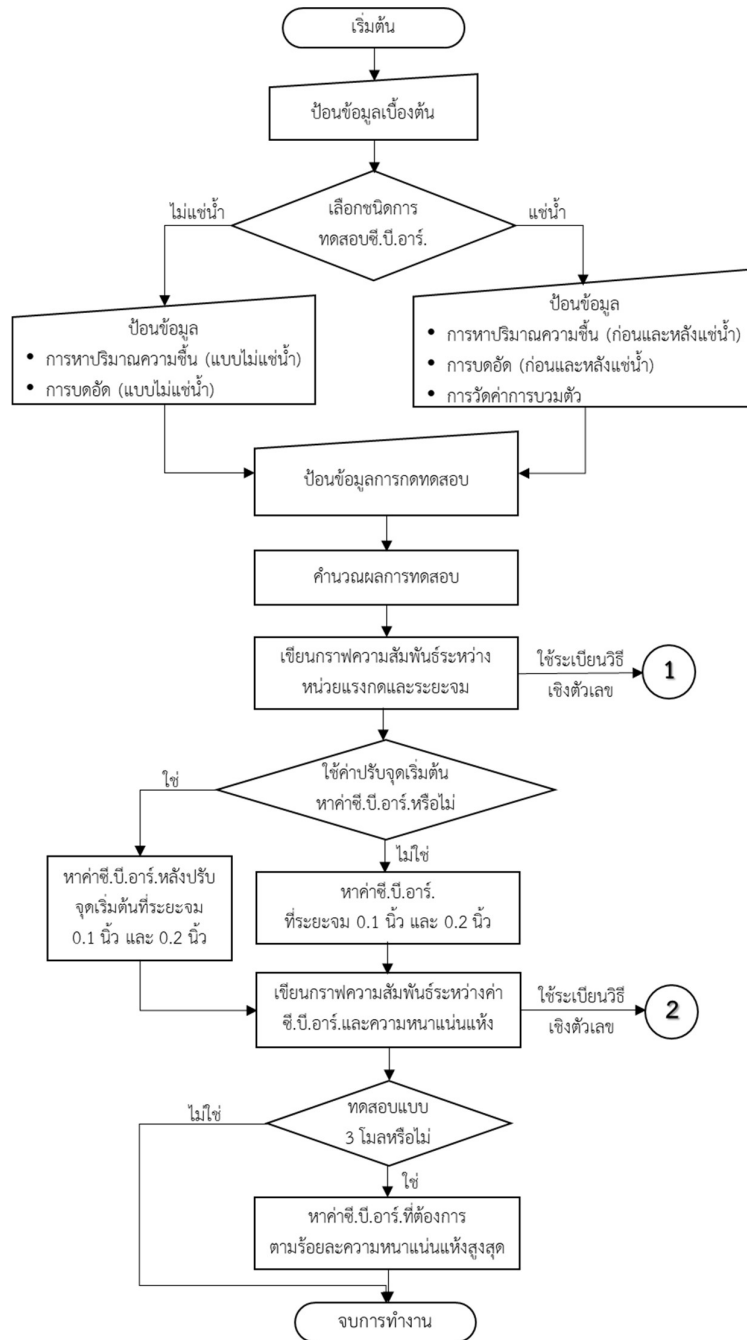 เริ่มต้น
ป้อนข้อมูลเบื้องต้น
เลือกชนิดการ
ทดสอบซี.บี.อาร์.
ไม่แช่น้ำ
แช่น้ำ
ป้อนข้อมูล
• การหาปริมาณความชื้น (แบบไม่แช่น้ำ)
• การบดอัด (แบบไม่แช่น้ำ)
ป้อนข้อมูล
• การหาปริมาณความชื้น (ก่อนและหลังแช่น้ำ)
• การบดอัด (ก่อนและหลังแช่น้ำ)
• การวัดค่าการบวมตัว
ป้อนข้อมูลการกดทดสอบ
คำนวณผลการทดสอบ
เขียนกราฟความสัมพันธ์ระหว่าง
หน่วยแรงกดและระยะจม
ใช้ระเบียนวิธี
เชิงตัวเลข
1
ใช้ค่าปรับจุดเริ่มต้น
หาค่าซี.บี.อาร์.หรือไม่
ใช่
ไม่ใช่
หาค่าซี.บี.อาร์.หลังปรับ
จุดเริ่มต้นที่ระยะจม
0.1 นิ้ว และ 0.2 นิ้ว
หาค่าซี.บี.อาร์.
ที่ระยะจม 0.1 นิ้ว และ 0.2 นิ้ว
เขียนกราฟความสัมพันธ์ระหว่างค่า
ซี.บี.อาร์.และความหนาแน่นแห้ง
ใช้ระเบียนวิธี
เชิงตัวเลข
2
ทดสอบแบบ
3 โมลหรือไม่
ไม่ใช่
ใช่
หาค่าซี.บี.อาร์.ที่ต้องการ
ตามร้อยละความหนาแน่นแห้งสูงสุด
จบการทำงาน